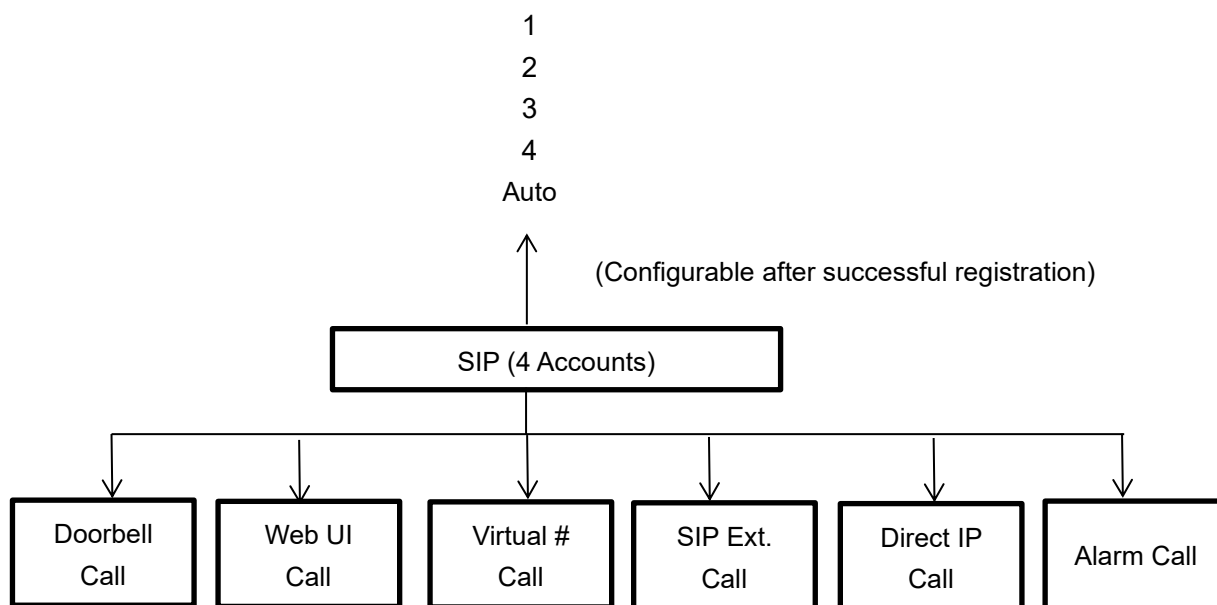 1
2
3
4
Auto
(Configurable after successful registration)
SIP (4 Accounts)
Doorbell
Call
Web UI
Call
Virtual #
Call
SIP Ext.
Call
Direct IP
Call
Alarm Call